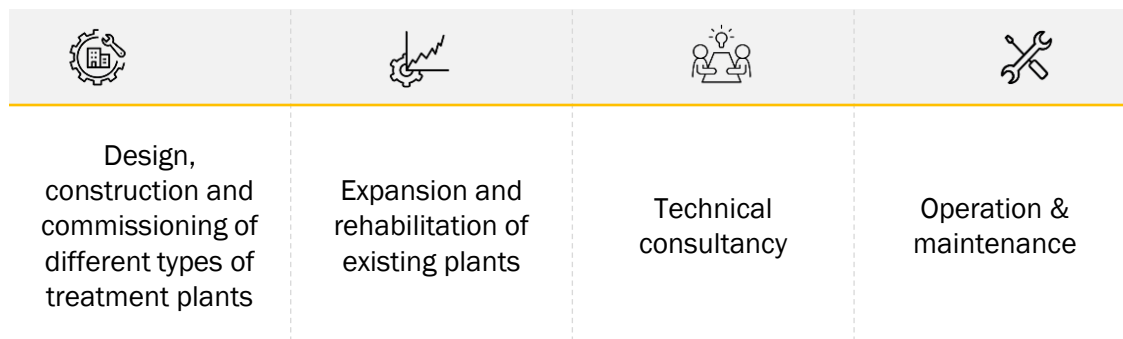 Design,
construction and
commissioning of
different types of
treatment plants
Expansion and
rehabilitation of
existing plants
Technical
consultancy
Operation &
maintenance